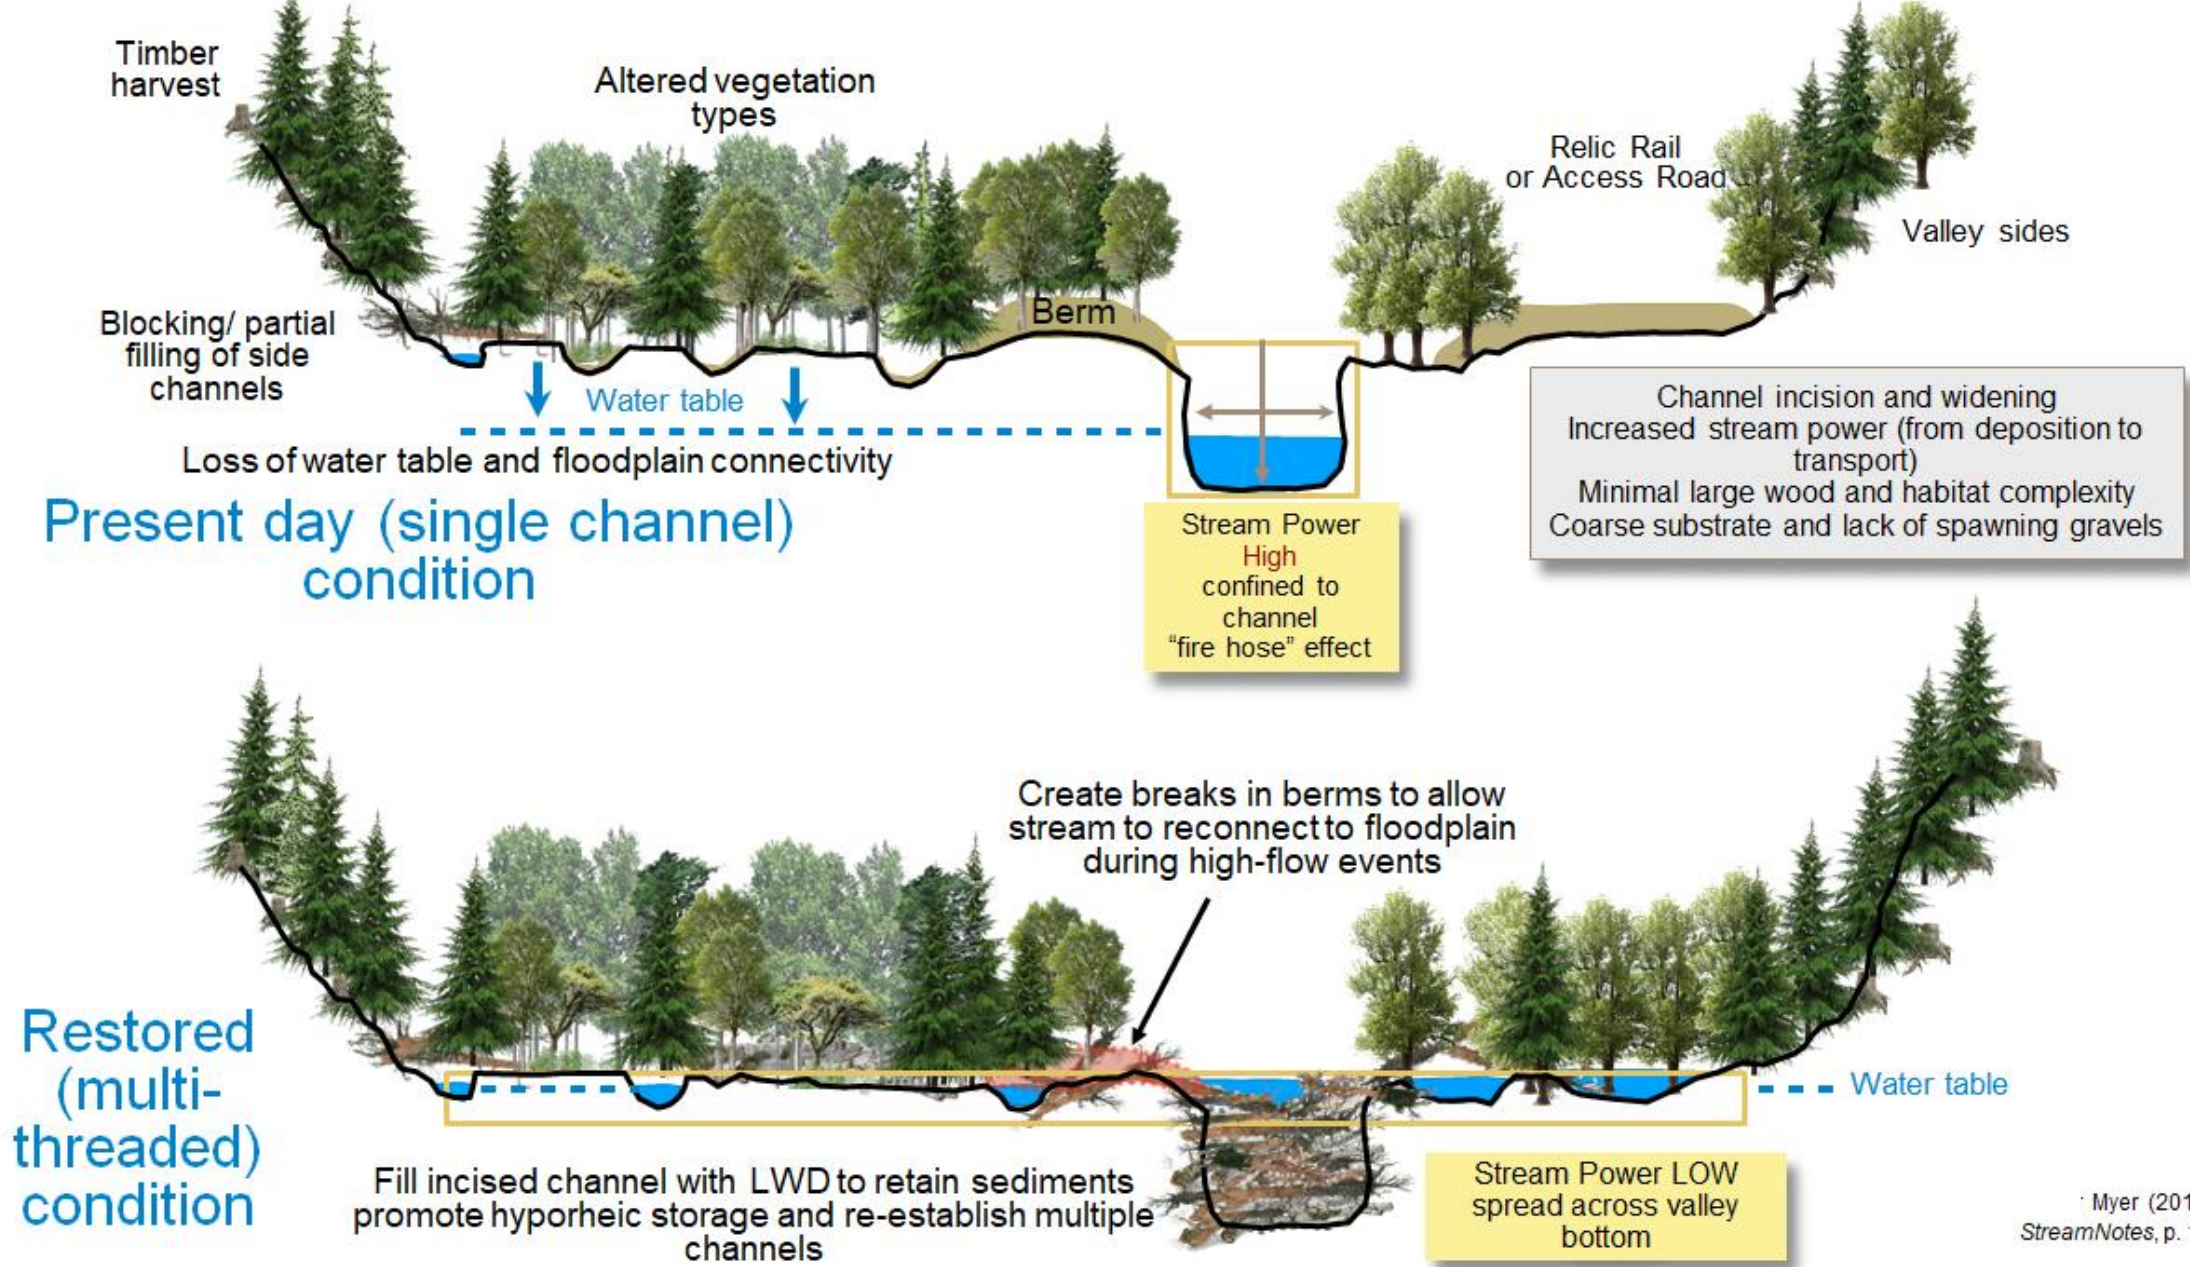 Timber
harvest
Altered vegetation
types
Relic Rail
or Access Road
Valley sides
Blocking/ partial
filling of side
channels
Berm
Water table
Loss of water table and floodplain connectivity
Present day (single channel)
condition
Channel incision and widening
Increased stream power (from deposition to
transport)
Minimal large wood and habitat complexity
Coarse substrate and lack of spawning gravels
Stream Power
High
confined to
channel
“fire hose” effect
Create breaks in berms to allow
stream to reconnect to floodplain
during high-flow events
Restored
(multi-
threaded)
condition
Water table
Fill incised channel with LWD to retain sediments
promote hyporheic storage and re-establish multiple
channels
Stream Power LOW
spread across valley
bottom
Myer (201
StreamNotes, p.